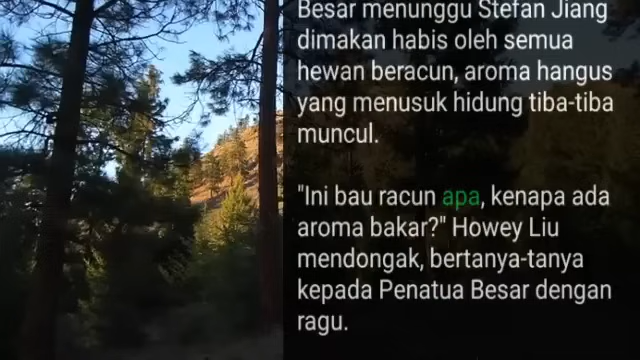 Besar menunggu Stefan Jiang
dimakan habis oleh semua
hewan beracun, aroma hangus
yang menusuk hidung tiba-tiba
muncul.
"Ini bau racun apa, kenapa ada
aroma bakar?" Howey Liu
mendongak, bertanya-tanya
kepada Penatua Besar dengan
ragu.